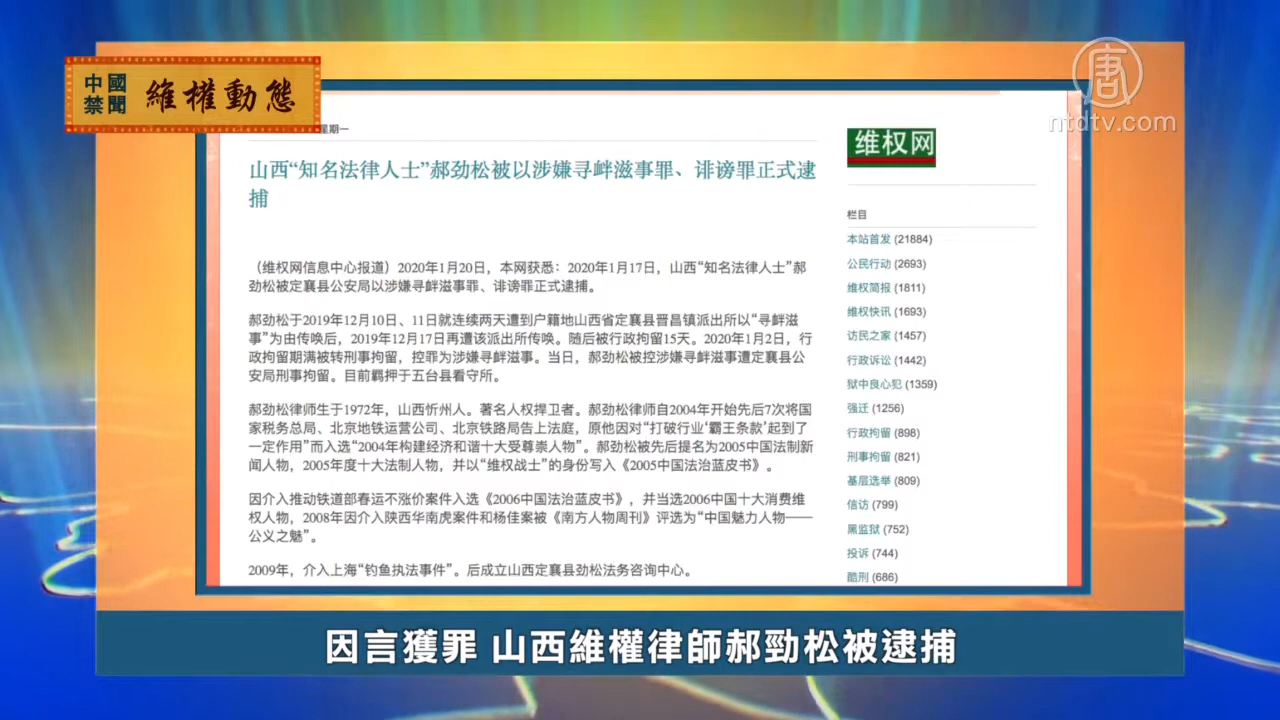 中國
禁聞
維權動態
唐
ntdtv.com
星期一
维权网
山西“知名法律人士”郝劲松被以涉嫌寻衅滋事罪、诽谤罪正式逮
捕
（维权网信息中心报道）2020年1月20日，本网获悉：2020年1月17日，山西“知名法律人士”郝
劲松被定襄县公安局以涉嫌寻衅滋事罪、诽谤罪正式逮捕。
郝劲松于2019年12月10日、11日就连续两天遭到户籍地山西省定襄县晋昌镇派出所以“寻衅滋
事”为由传唤后，2019年12月17日再遭该派出所传唤。随后被行政拘留15天。2020年1月2日，行
政拘留期满被转刑事拘留，控罪为涉嫌寻衅滋事。当日，郝劲松被控涉嫌寻衅滋事遭定襄县公
安局刑事拘留。目前羁押于五台县看守所。
郝劲松律师生于1972年，山西忻州人。著名人权捍卫者。郝劲松律师自2004年开始先后7次将国
家税务总局、北京地铁运营公司、北京铁路局告上法庭，原他因对“打破行业‘霸王条款’起到了
一定作用”而入选“2004年构建经济和谐十大受尊崇人物”。郝劲松被先后提名为2005中国法制新
闻人物，2005年度十大法制人物，并以“维权战士”的身份写入《2005中国法治蓝皮书》。
因介入推动铁道部春运不涨价案件入选《2006中国法治蓝皮书》，并当选2006中国十大消费维
权人物，2008年因介入陕西华南虎案件和杨佳案被《南方人物周刊》评选为“中国魅力人物——
公义之魅”。
2009年，介入上海“钓鱼执法事件”。后成立山西定襄县劲松法务咨询中心。
栏目
本站首发 (21884)
公民行动 (2693)
维权简报 (1811)
维权快讯 (1693)
访民之家 (1457)
行政诉讼 (1442)
狱中良心犯 (1359)
强迁 (1256)
行政拘留 (898)
刑事拘留 (821)
基层选举 (809)
信访 (799)
黑监狱 (752)
投诉 (744)
酷刑 (686)
因言獲罪 山西維權律師郝勁松被逮捕